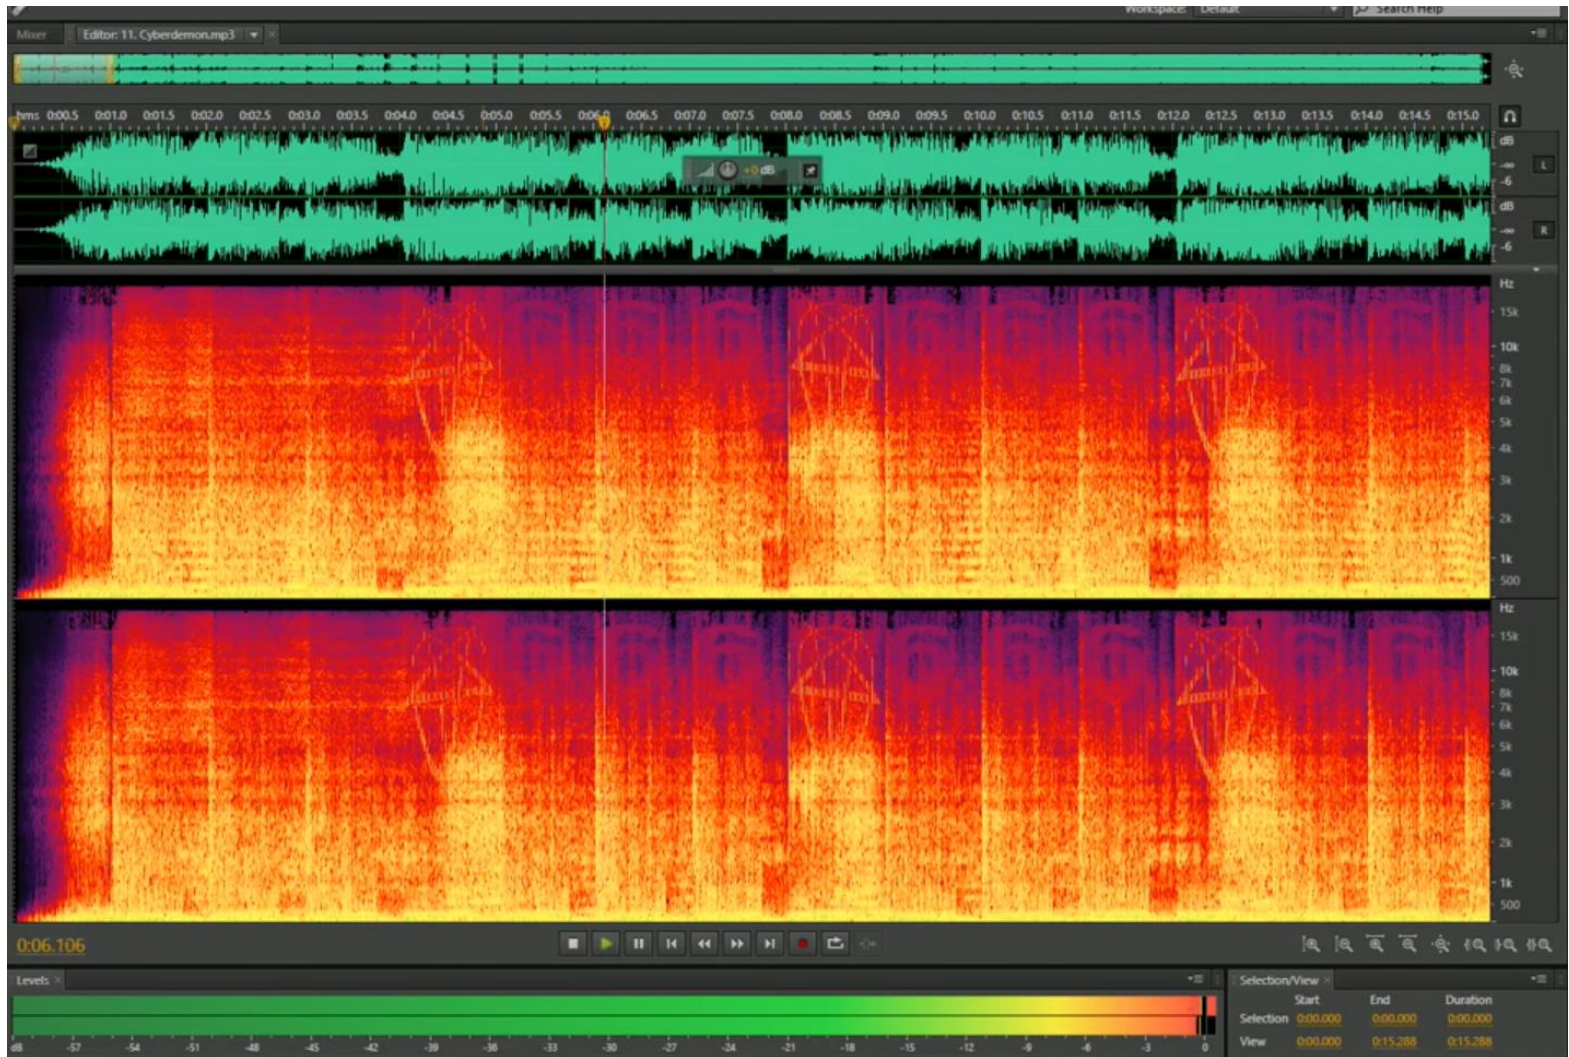 Workspace: Default Search Help
Mixer Editor: 11. Cyberdemon.mp3
hms 0:00.5 0:01.0 0:01.5 0:02.0 0:02.5 0:03.0 0:03.5 0:04.0 0:04.5 0:05.0 0:05.5 0:06.0 0:06.5 0:07.0 0:07.5 0:08.0 0:08.5 0:09.0 0:09.5 0:10.0 0:10.5 0:11.0 0:11.5 0:12.0 0:12.5 0:13.0 0:13.5 0:14.0 0:14.5 0:15.0
dB
-∞ L
-6
+0 dB
dB
-∞ R
-6
Hz
15k
10k
8k
7k
6k
5k
4k
3k
2k
1k
500
Hz
15k
10k
8k
7k
6k
5k
4k
3k
2k
1k
500
0:06.106
Levels
dB -57 -54 -51 -48 -45 -42 -39 -36 -33 -30 -27 -24 -21 -18 -15 -12 -9 -6 -3 0
Selection/View
Start End Duration
Selection 0:00.000 0:00.000 0:00.000
View 0:00.000 0:15.288 0:15.288